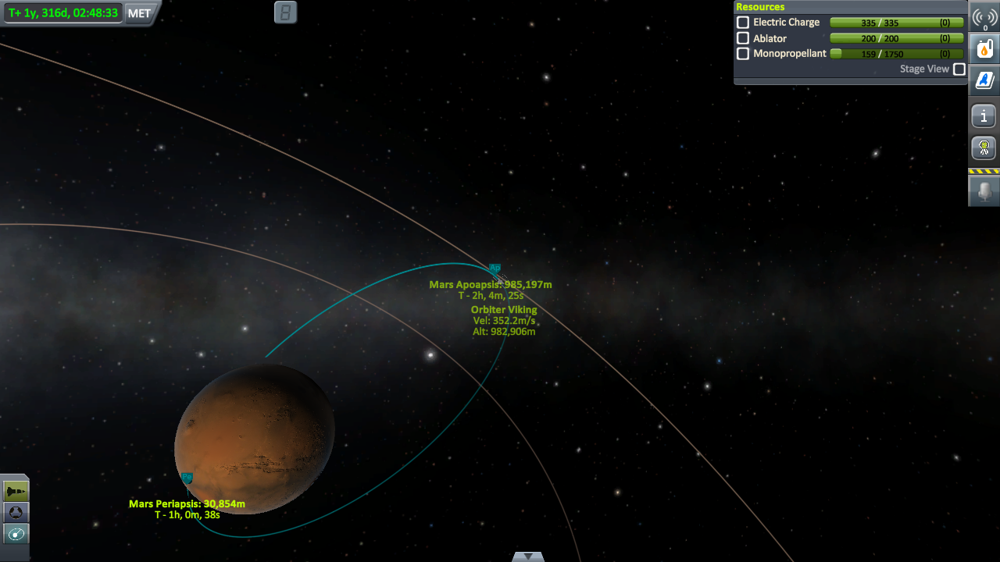 T+ 1y, 316d, 02:48:33 MET
Resources
Electric Charge 335 / 335 (0)
Ablator 200 / 200 (0)
Monopropellant 159 / 1750 (0)
Stage View
0
i
Ap
Mars Apoapsis: 985,197m
T - 2h, 4m, 25s
Orbiter Viking
Vel: 352.2m/s
Alt: 982,906m
Pe
Mars Periapsis: 30,854m
T - 1h, 0m, 38s